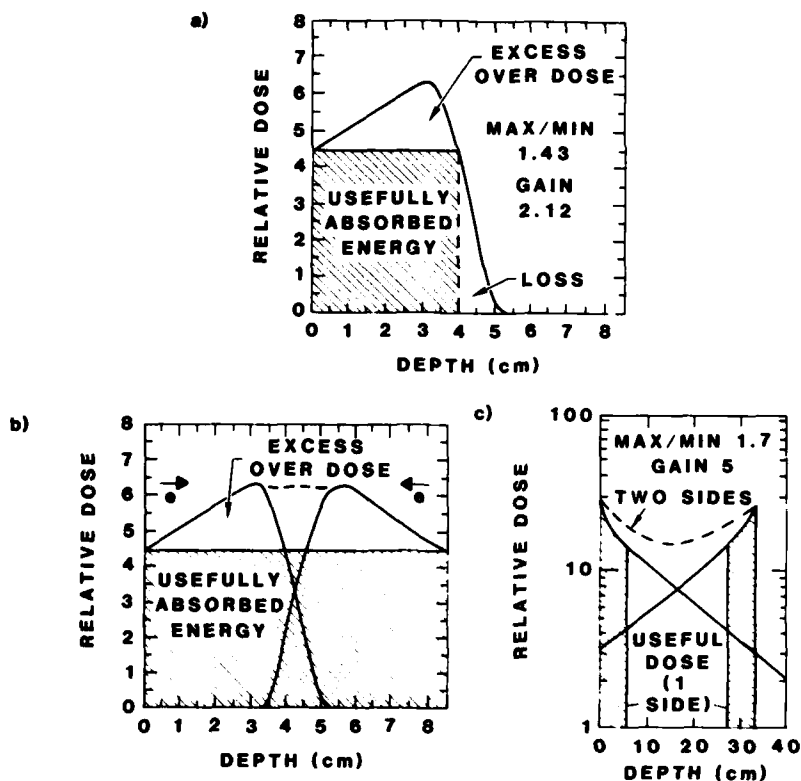 a)
8
7
6
5
4
3
2
1
0
RELATIVE DOSE
EXCESS
OVER DOSE
MAX/MIN
1.43
GAIN
2.12
USEFULLY
ABSORBED
ENERGY
LOSS
0 1 2 3 4 5 6 7 8
DEPTH (cm)
b)
8
7
6
5
4
3
2
1
0
RELATIVE DOSE
EXCESS
OVER DOSE
e
e
USEFULLY
ABSORBED
ENERGY
0 2 4 6 8
DEPTH (cm)
c)
100
10
1
RELATIVE DOSE
MAX/MIN 1.7
GAIN 5
TWO SIDES
USEFUL
DOSE
(1
SIDE)
0 10 20 30 40
DEPTH (cm)